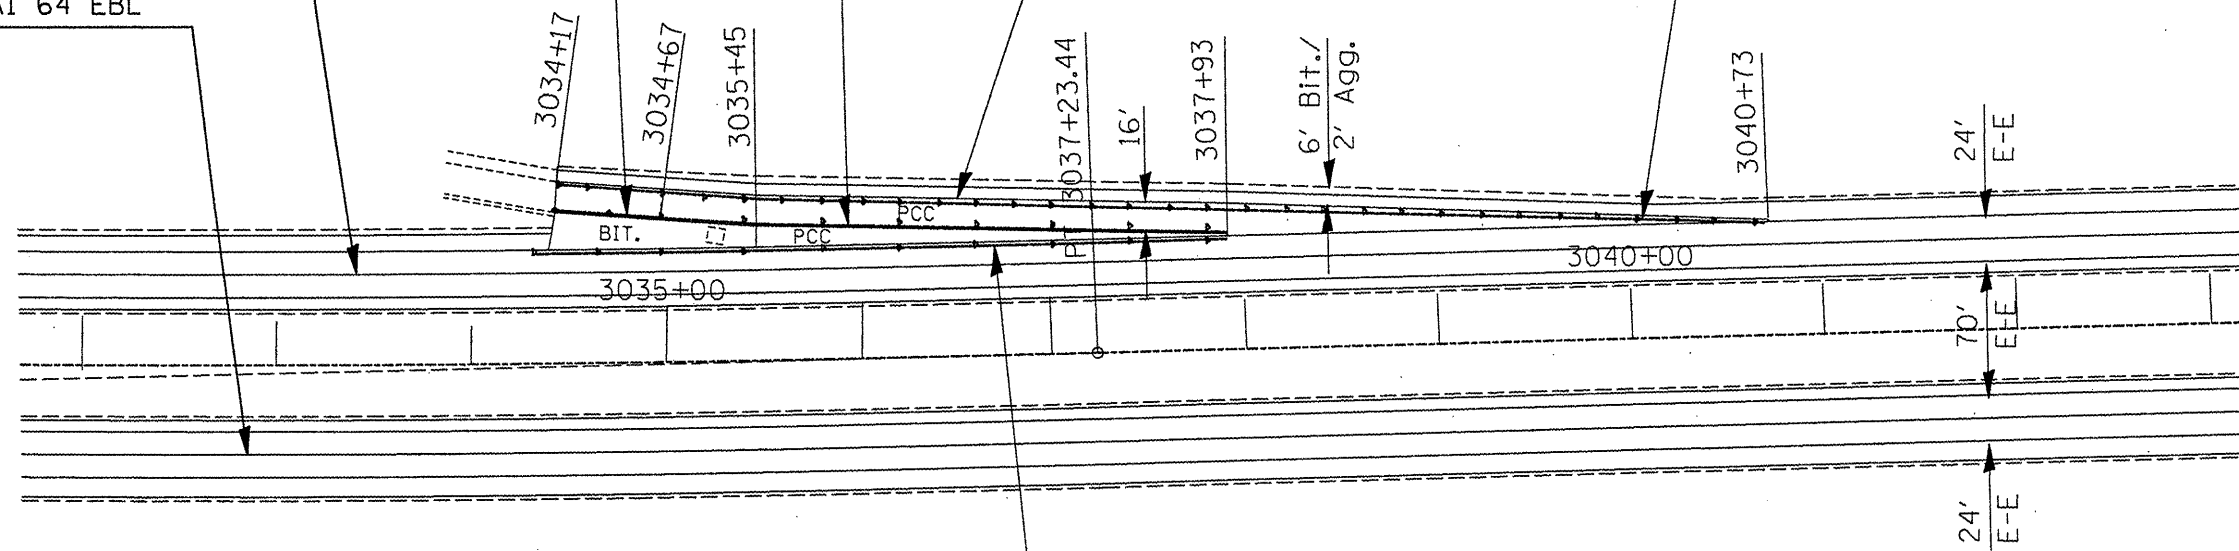 AI 64 EBL
3034+17
3034+67
3035+45
3037+23.44
PT
16'
3037+93
6' Bit./
2' Agg.
3040+73
24'
E-E
PCC
BIT.
PCC
3040+00
3035+00
70'
E-E
24'
E-E